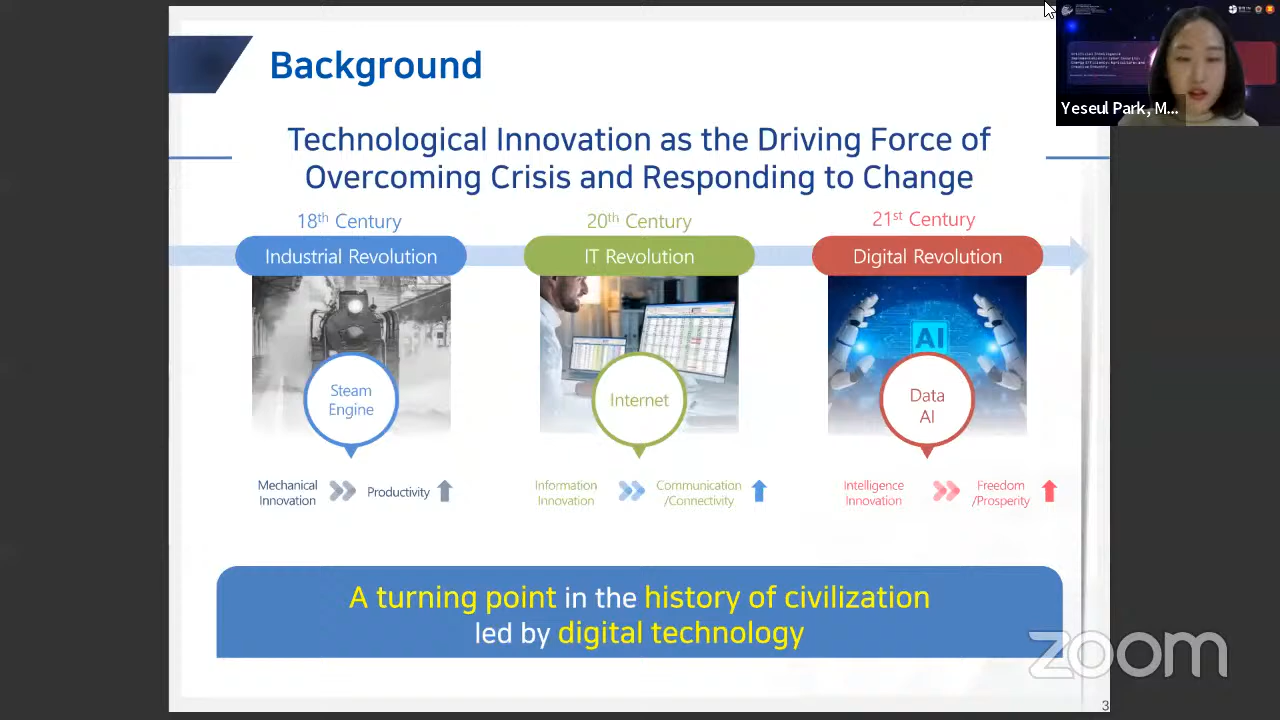 Background
Yeseul Park, M...
Technological Innovation as the Driving Force of
Overcoming Crisis and Responding to Change
18th Century
20th Century
21st Century
Industrial Revolution
IT Revolution
Digital Revolution
AI
Steam
Engine
Internet
Data
AI
Mechanical
Innovation
Productivity
Information
Innovation
Communication
/Connectivity
Intelligence
Innovation
Freedom
/Prosperity
A turning point in the history of civilization
led by digital technology
zoom
3